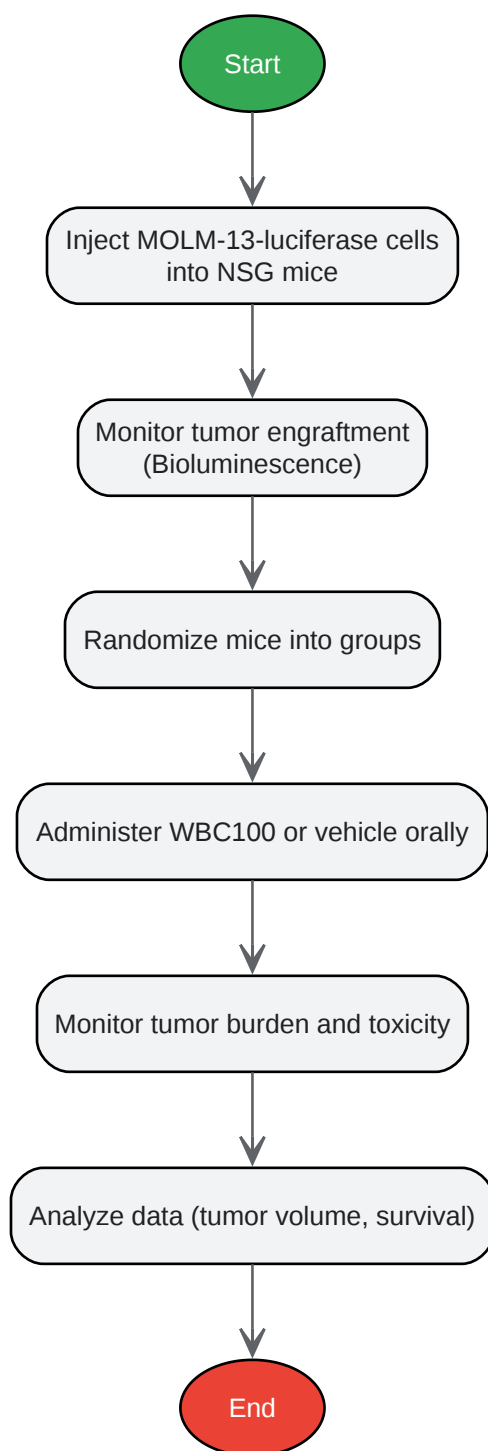 Start
Inject MOLM-13-luciferase cells
into NSG mice
Monitor tumor engraftment
(Bioluminescence)
Randomize mice into groups
Administer WBC100 or vehicle orally
Monitor tumor burden and toxicity
Analyze data (tumor volume, survival)
End